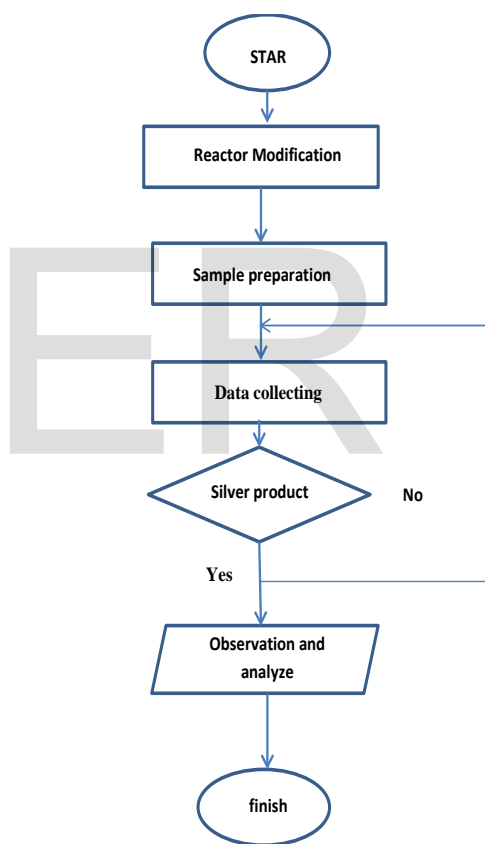 STAR
Reactor Modification
Sample preparation
ER
Data collecting
Silver product
No
Yes
Observation and
analyze
finish